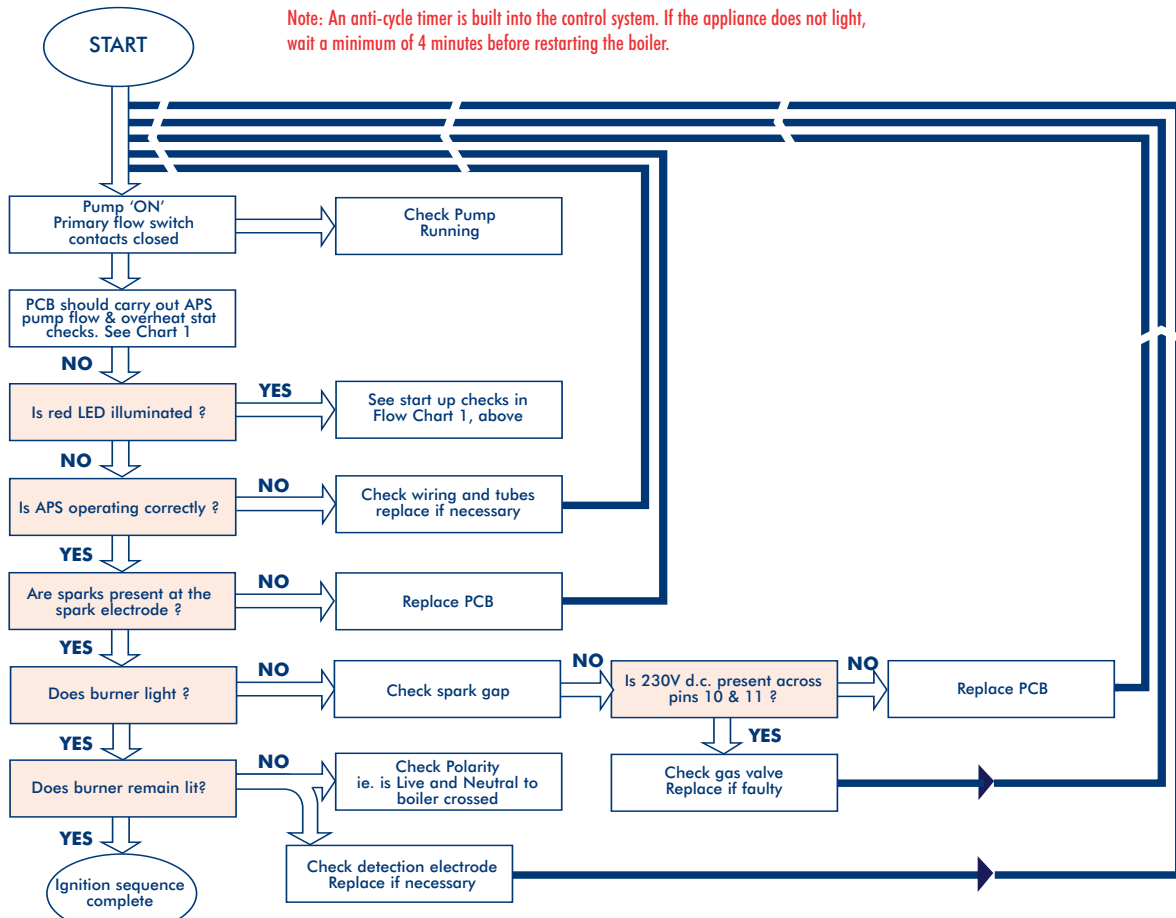 Note: An anti-cycle timer is built into the control system. If the appliance does not light,
wait a minimum of 4 minutes before restarting the boiler.
START
Pump ‘ON’
Primary flow switch
contacts closed
Check Pump
Running
PCB should carry out APS
pump flow & overheat stat
checks. See Chart 1
NO
Is red LED illuminated ?
YES
See start up checks in
Flow Chart 1, above
NO
Is APS operating correctly ?
NO
Check wiring and tubes
replace if necessary
YES
Are sparks present at the
spark electrode ?
NO
Replace PCB
YES
Does burner light ?
NO
Check spark gap
NO
Is 230V d.c. present across
pins 10 & 11 ?
NO
Replace PCB
YES
Check gas valve
Replace if faulty
YES
Does burner remain lit?
NO
Check Polarity
ie. is Live and Neutral to
boiler crossed
Check detection electrode
Replace if necessary
YES
Ignition sequence
complete